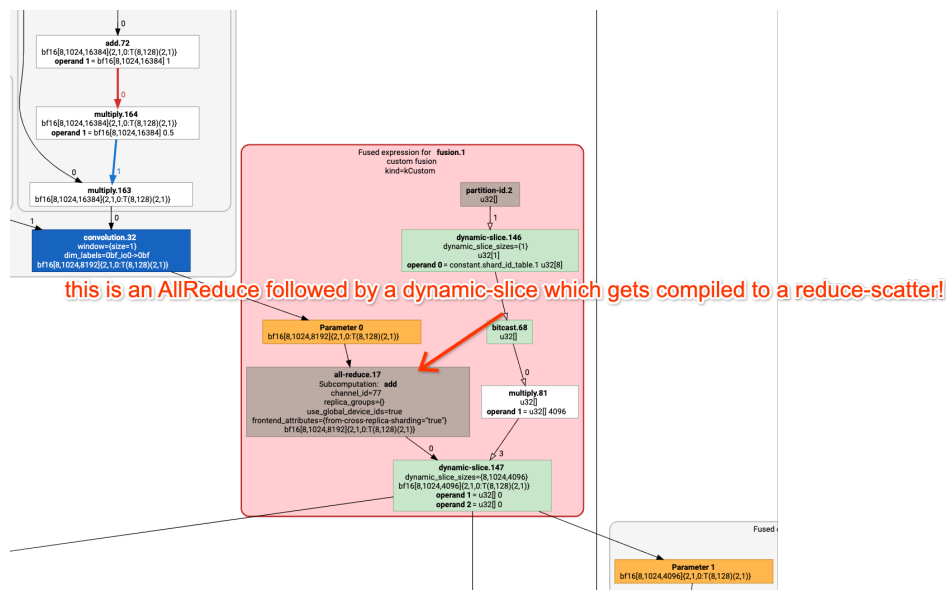 0
add.72
bf16[8,1024,16384]{2,1,0:T(8,128)(2,1)}
operand 1 = bf16[8,1024,16384] 1
0
multiply.164
bf16[8,1024,16384]{2,1,0:T(8,128)(2,1)}
operand 1 = bf16[8,1024,16384] 0.5
0
1
multiply.163
bf16[8,1024,16384]{2,1,0:T(8,128)(2,1)}
1
0
convolution.32
window={size=1}
dim_labels=0bf_io0->0bf
bf16[8,1024,8192]{2,1,0:T(8,128)(2,1)}
Fused expression for fusion.1
custom fusion
kind=kCustom
partition-id.2
u32[]
1
dynamic-slice.146
dynamic_slice_sizes={1}
u32[1]
operand 0 = constant.shard_id_table.1 u32[8]
this is an AllReduce followed by a dynamic-slice which gets compiled to a reduce-scatter!
Parameter 0
bf16[8,1024,8192]{2,1,0:T(8,128)(2,1)}
bitcast.68
u32[]
0
all-reduce.17
Subcomputation: add
channel_id=77
replica_groups={}
use_global_device_ids=true
frontend_attributes={from-cross-replica-sharding="true"}
bf16[8,1024,8192]{2,1,0:T(8,128)(2,1)}
multiply.81
u32[]
operand 1 = u32[] 4096
0
3
dynamic-slice.147
dynamic_slice_sizes={8,1024,4096}
bf16[8,1024,4096]{2,1,0:T(8,128)(2,1)}
operand 1 = u32[] 0
operand 2 = u32[] 0
Fused
Parameter 1
bf16[8,1024,4096]{2,1,0:T(8,128)(2,1)}